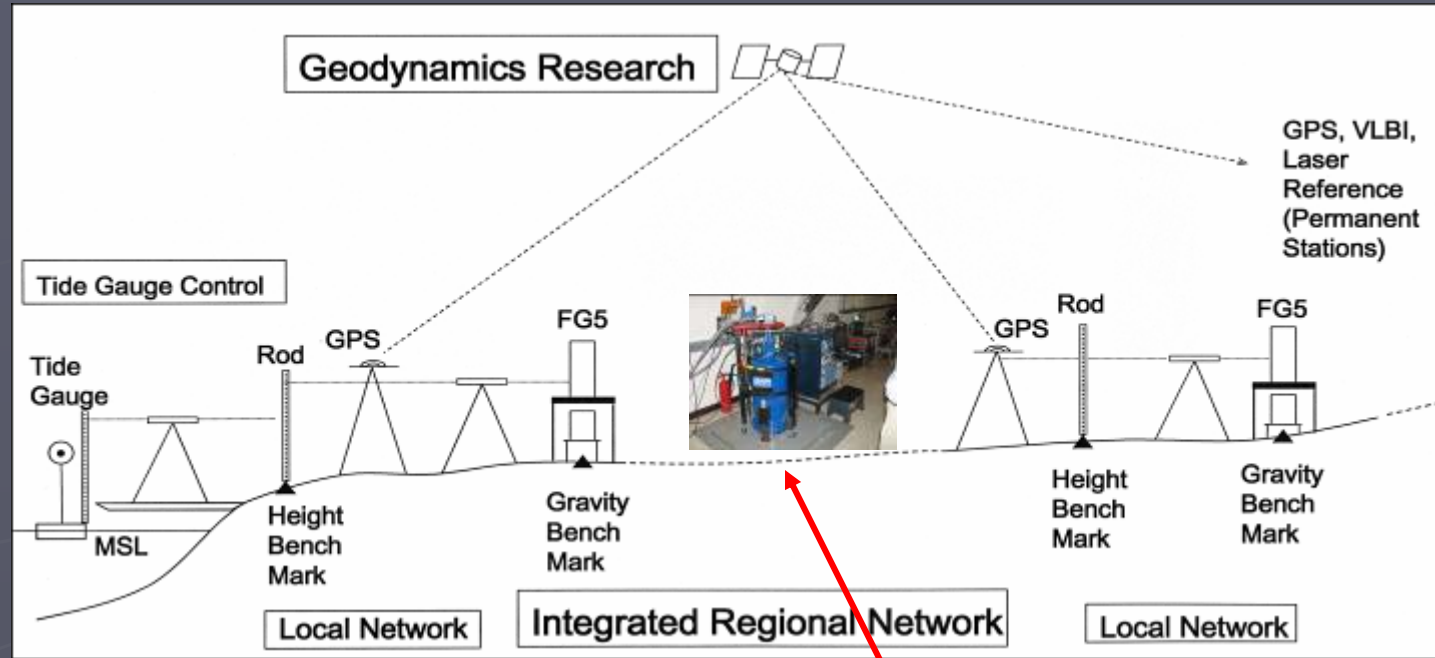 Geodynamics Research
GPS, VLBI,
Laser
Reference
(Permanent
Stations)
Tide Gauge Control
Tide
Gauge
Rod
GPS
FG5
GPS
Rod
FG5
MSL
Height
Bench
Mark
Gravity
Bench
Mark
Height
Bench
Mark
Gravity
Bench
Mark
Local Network
Integrated Regional Network
Local Network